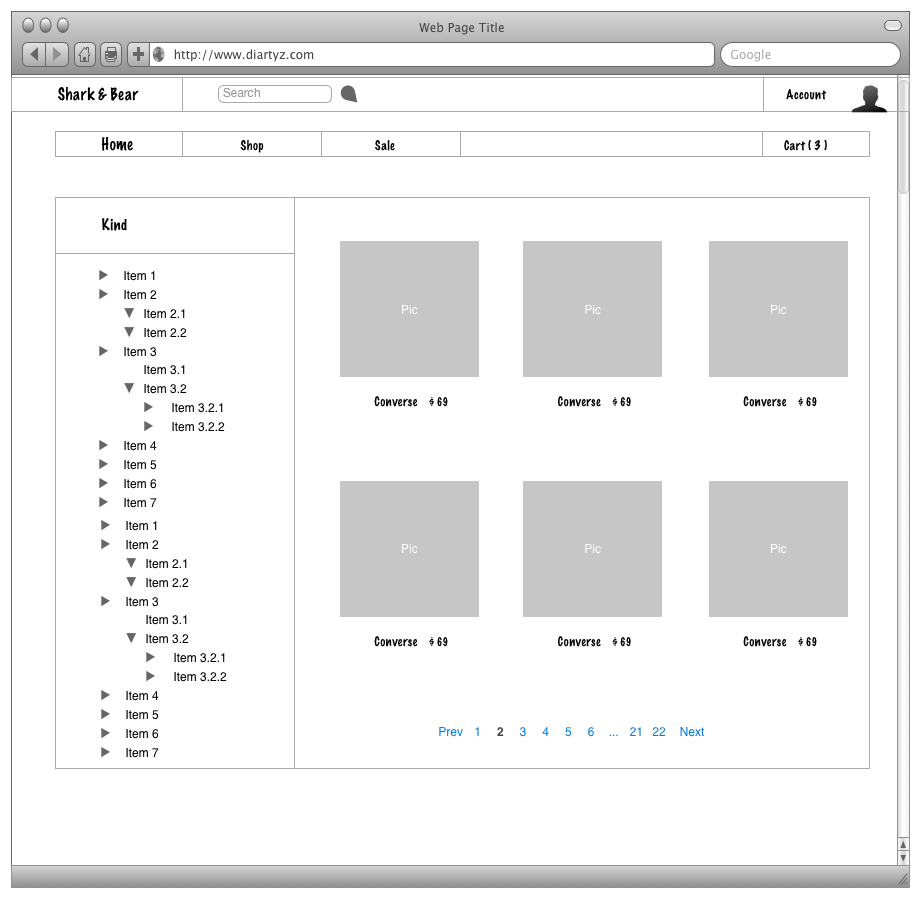 Web Page Title
http://www.diartyz.com
Google
Shark & Bear
Search
Account
Home
Shop
Sale
Cart ( 3 )
Kind
Item 1
Item 2
Item 2.1
Item 2.2
Item 3
Item 3.1
Item 3.2
Item 3.2.1
Item 3.2.2
Item 4
Item 5
Item 6
Item 7
Item 1
Item 2
Item 2.1
Item 2.2
Item 3
Item 3.1
Item 3.2
Item 3.2.1
Item 3.2.2
Item 4
Item 5
Item 6
Item 7
Pic
Pic
Pic
Converse $ 69
Converse $ 69
Converse $ 69
Pic
Pic
Pic
Converse $ 69
Converse $ 69
Converse $ 69
Prev 1 2 3 4 5 6 ... 21 22 Next